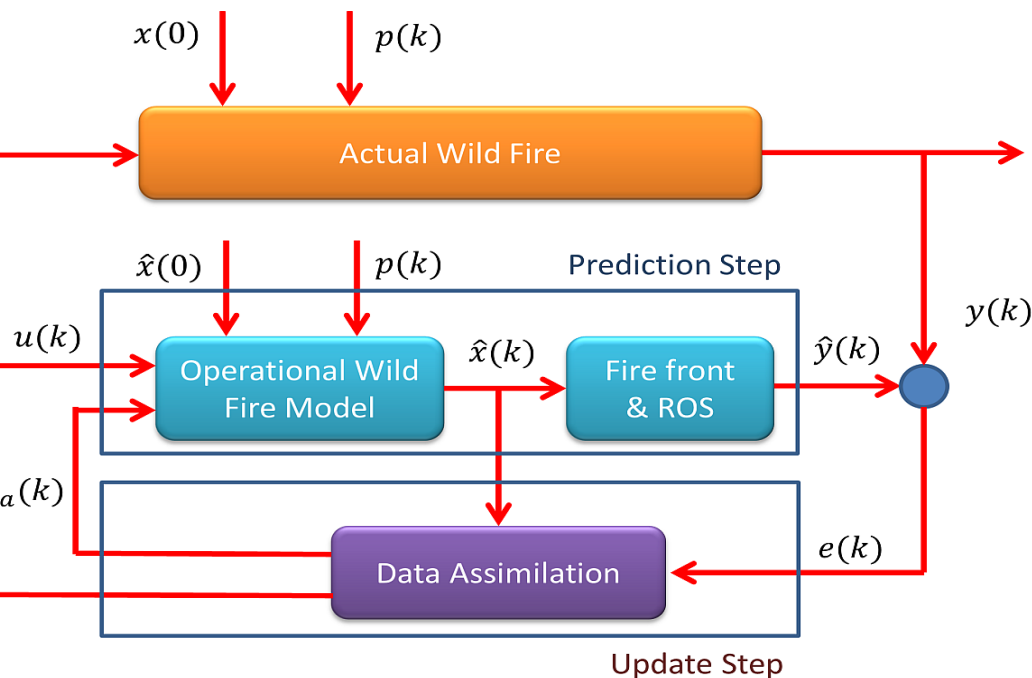 x(0)
p(k)
Actual Wild Fire
x̂(0)
p(k)
Prediction Step
y(k)
u(k)
Operational Wild
Fire Model
x̂(k)
Fire front
& ROS
ŷ(k)
a(k)
Data Assimilation
e(k)
Update Step